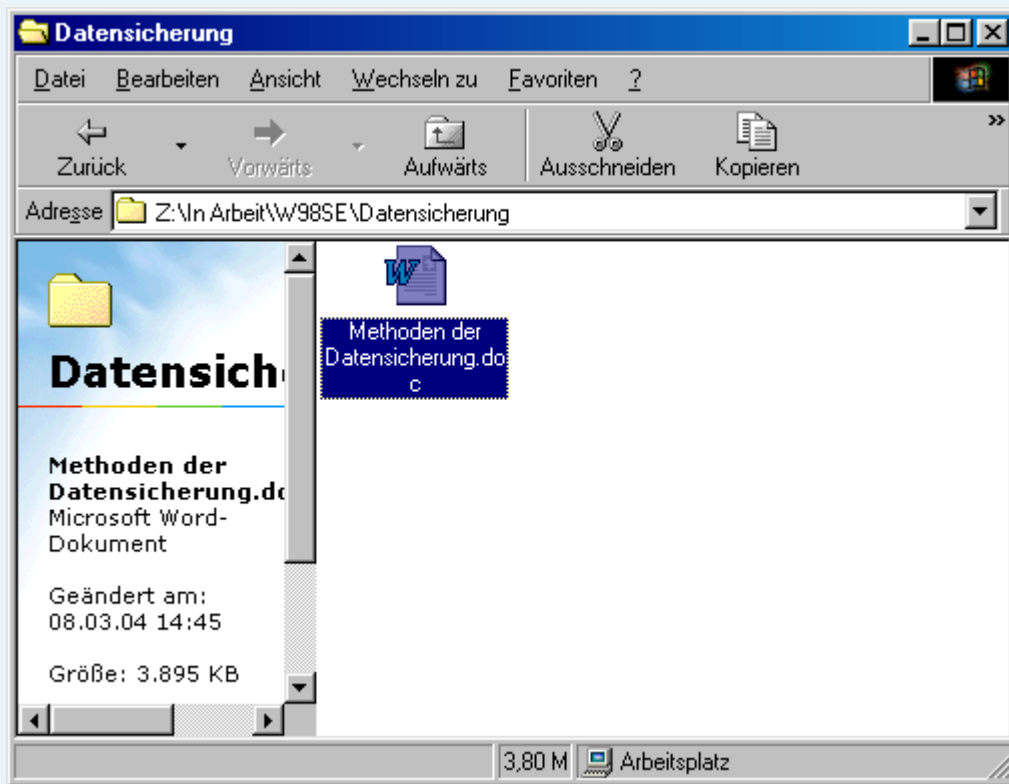 Datensicherung
Datei Bearbeiten Ansicht Wechseln zu Favoriten ?
Zurück Vorwärts Aufwärts Ausschneiden Kopieren »
Adresse Z:\In Arbeit\W98SE\Datensicherung
Methoden der
Datensicherung.do
c
Datensich
Methoden der
Datensicherung.do
Microsoft Word-
Dokument
Geändert am:
08.03.04 14:45
Größe: 3.895 KB
3,80 M Arbeitsplatz